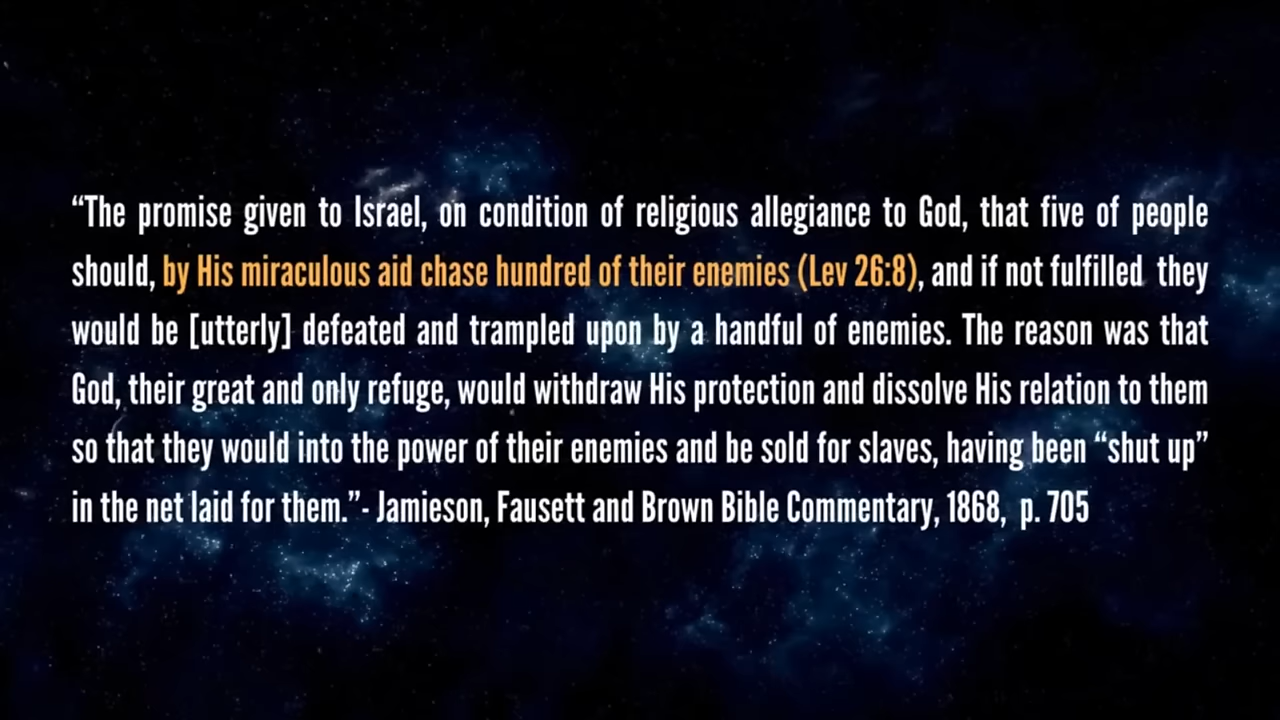 “The promise given to Israel, on condition of religious allegiance to God, that five of people
should, by His miraculous aid chase hundred of their enemies (Lev 26:8), and if not fulfilled they
would be [utterly] defeated and trampled upon by a handful of enemies. The reason was that
God, their great and only refuge, would withdraw His protection and dissolve His relation to them
so that they would into the power of their enemies and be sold for slaves, having been “shut up”
in the net laid for them.”- Jamieson, Fausett and Brown Bible Commentary, 1868, p. 705